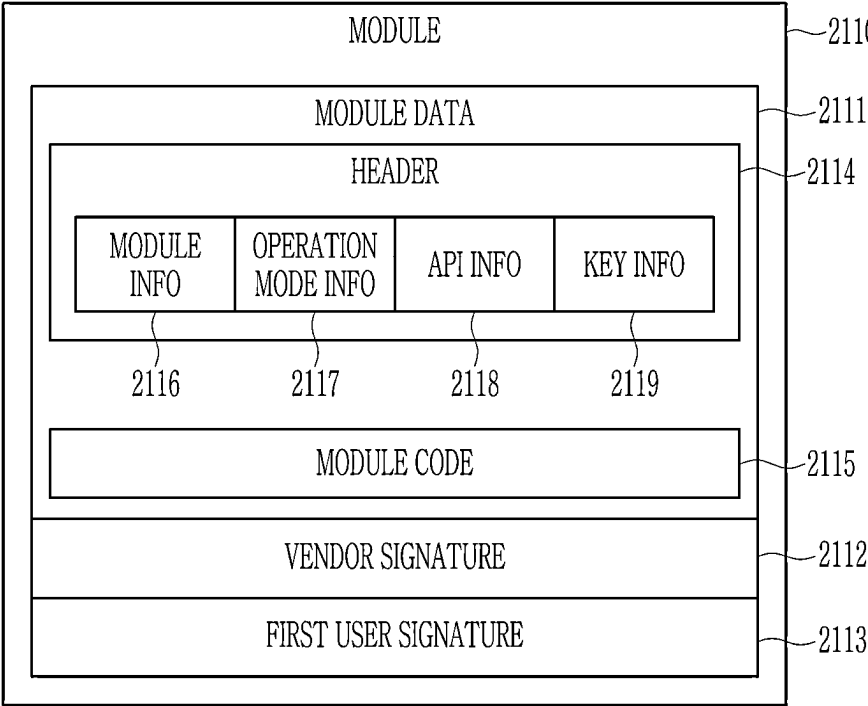 MODULE
2110
MODULE DATA
2111
HEADER
2114
MODULE
INFO
OPERATION
MODE INFO
API INFO
KEY INFO
2116
2117
2118
2119
MODULE CODE
2115
VENDOR SIGNATURE
2112
FIRST USER SIGNATURE
2113